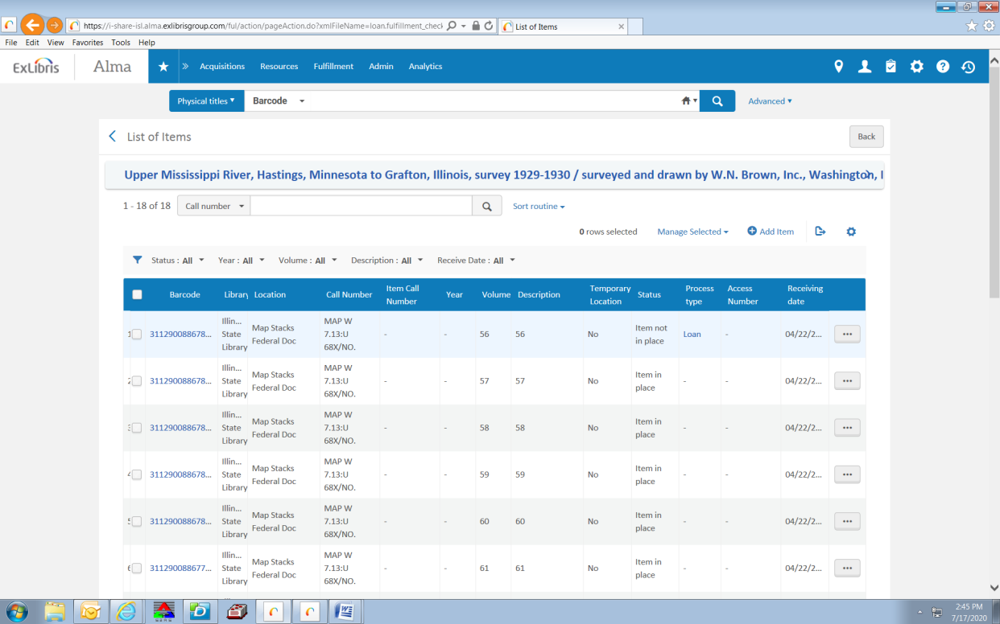 https://i-share-isl.alma.exlibrisgroup.com/ful/action/pageAction.do?xmlFileName=loan.fulfillment_check
List of Items
File Edit View Favorites Tools Help
ExLibris Alma Acquisitions Resources Fulfillment Admin Analytics
Physical titles Barcode Advanced
List of Items Back
Upper Mississippi River, Hastings, Minnesota to Grafton, Illinois, survey 1929-1930 / surveyed and drawn by W.N. Brown, Inc., Washington,
1 - 18 of 18 Call number Sort routine
0 rows selected Manage Selected Add Item
Status : All Year : All Volume : All Description : All Receive Date : All
Barcode Library Location Call Number Item Call Number Year Volume Description Temporary Location Status Process type Access Number Receiving date
1 311290088678... Illin... State Library Map Stacks Federal Doc MAP W 7.13:U 68X/NO. - - 56 56 No Item not in place Loan - 04/22/2... ...
2 311290088678... Illin... State Library Map Stacks Federal Doc MAP W 7.13:U 68X/NO. - - 57 57 No Item in place - - 04/22/2... ...
3 311290088678... Illin... State Library Map Stacks Federal Doc MAP W 7.13:U 68X/NO. - - 58 58 No Item in place - - 04/22/2... ...
4 311290088678... Illin... State Library Map Stacks Federal Doc MAP W 7.13:U 68X/NO. - - 59 59 No Item in place - - 04/22/2... ...
5 311290088678... Illin... State Library Map Stacks Federal Doc MAP W 7.13:U 68X/NO. - - 60 60 No Item in place - - 04/22/2... ...
6 311290088677... Illin... State Library Map Stacks Federal Doc MAP W 7.13:U 68X/NO. - - 61 61 No Item in place - - 04/22/2... ...
2:45 PM
7/17/2020